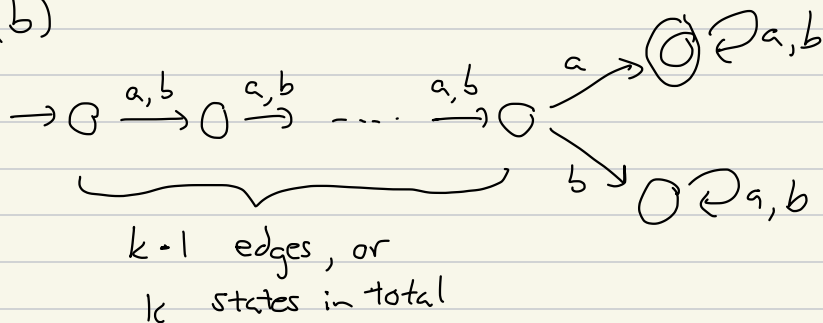 b)
a, b a, b a, b a a, b
b a, b
k-1 edges, or
k states in total